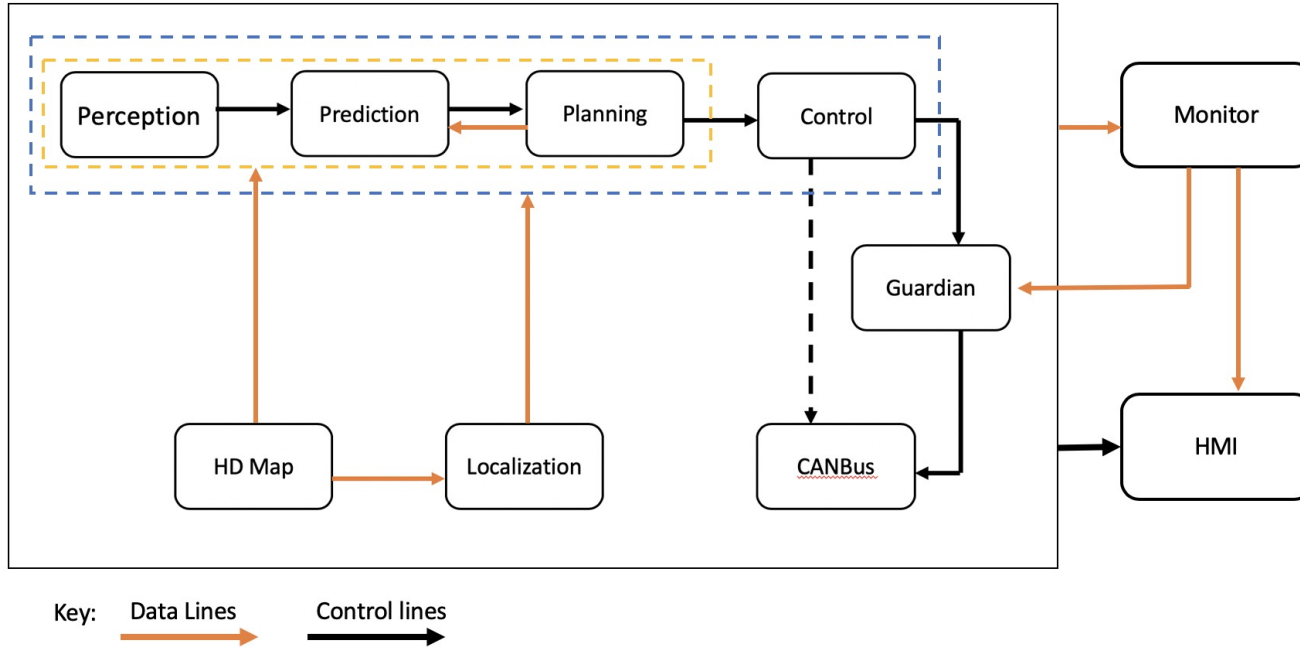 Perception
Prediction
Planning
Control
Monitor
Guardian
HD Map
Localization
CANBus
HMI
Key:
Data Lines
Control lines